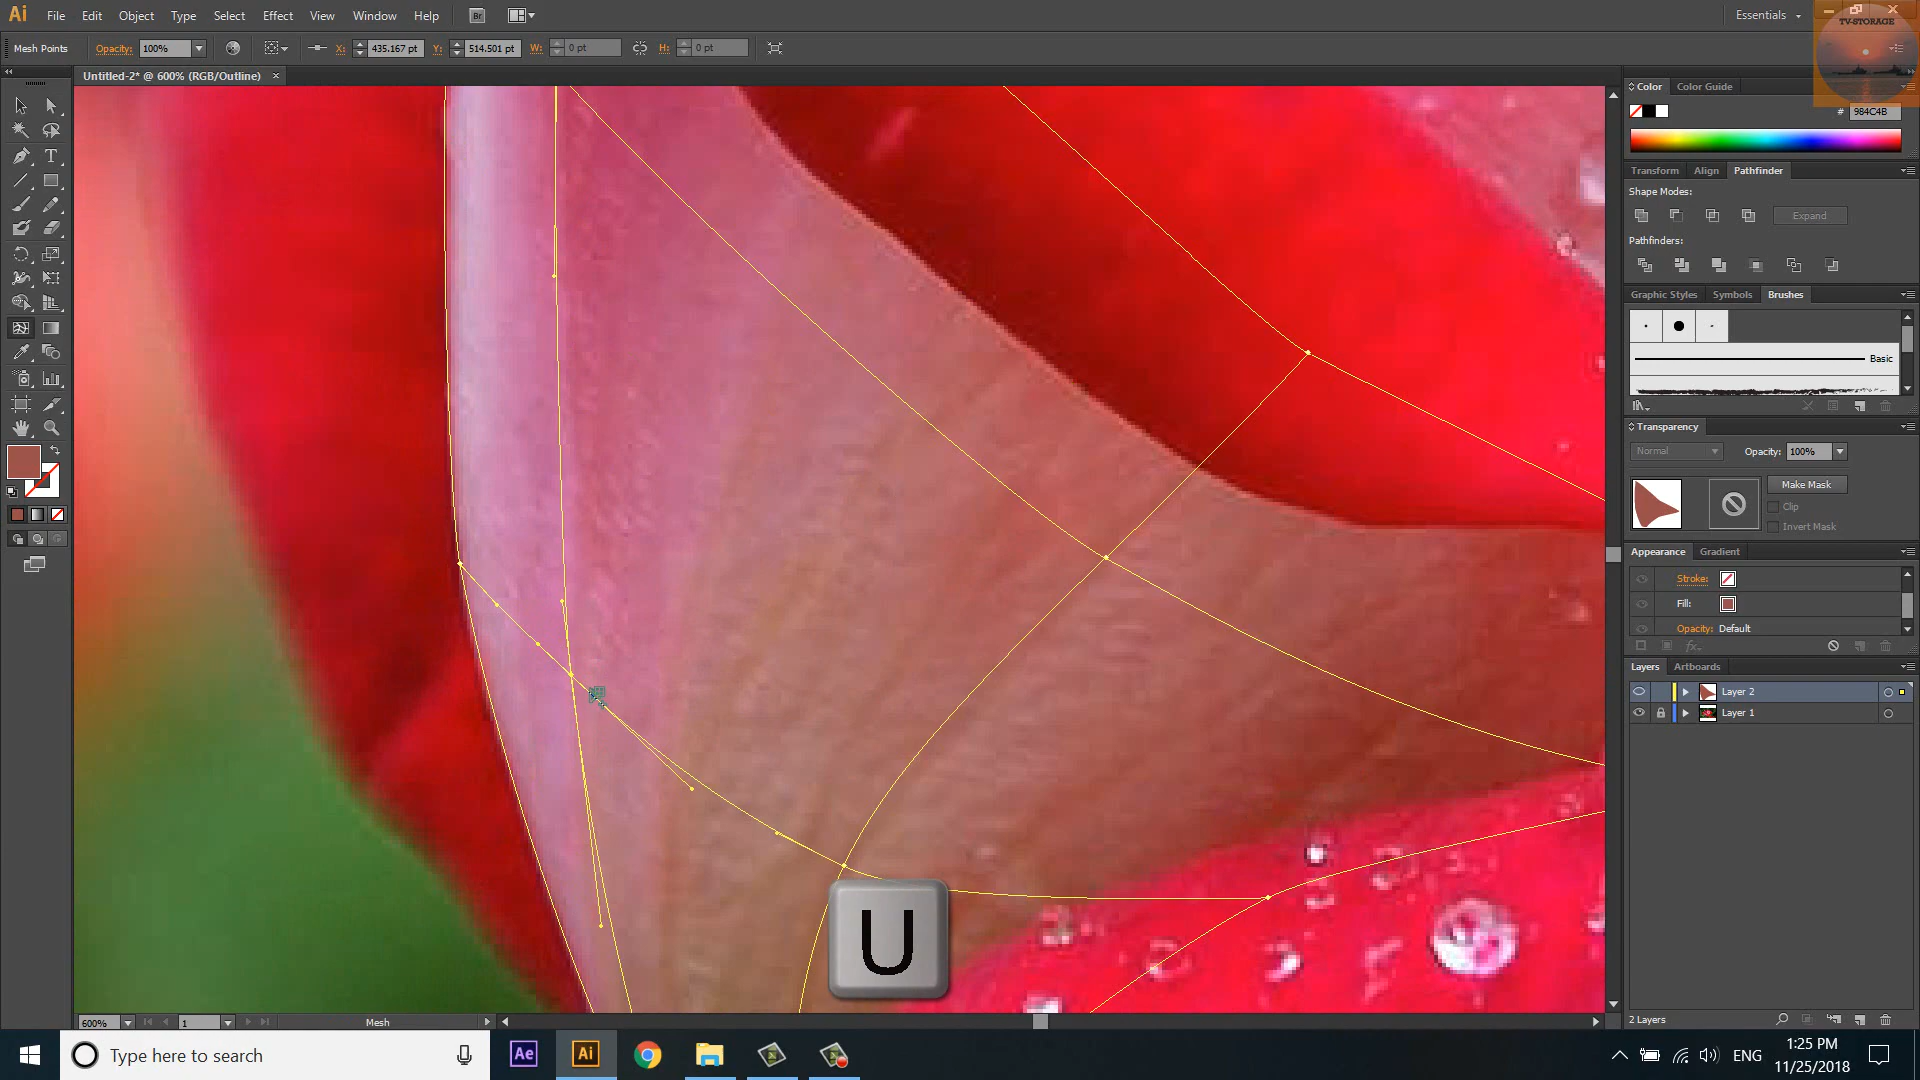 Ai File Edit Object Type Select Effect View Window Help Br Essentials
TV-STORAGE
Mesh Points Opacity: 100% X: 435.167 pt Y: 514.501 pt W: 0 pt H: 0 pt
Untitled-2* @ 600% (RGB/Outline) ×
Color Color Guide
# 984C4B
Transform Align Pathfinder
Shape Modes:
Expand
Pathfinders:
Graphic Styles Symbols Brushes
Basic
Transparency
Normal Opacity: 100%
Make Mask
Clip
Invert Mask
Appearance Gradient
Stroke:
Fill:
Opacity: Default
fx
Layers Artboards
Layer 2
Layer 1
U
2 Layers
600% 1 Mesh
Type here to search Ae Ai ENG
1:25 PM
11/25/2018